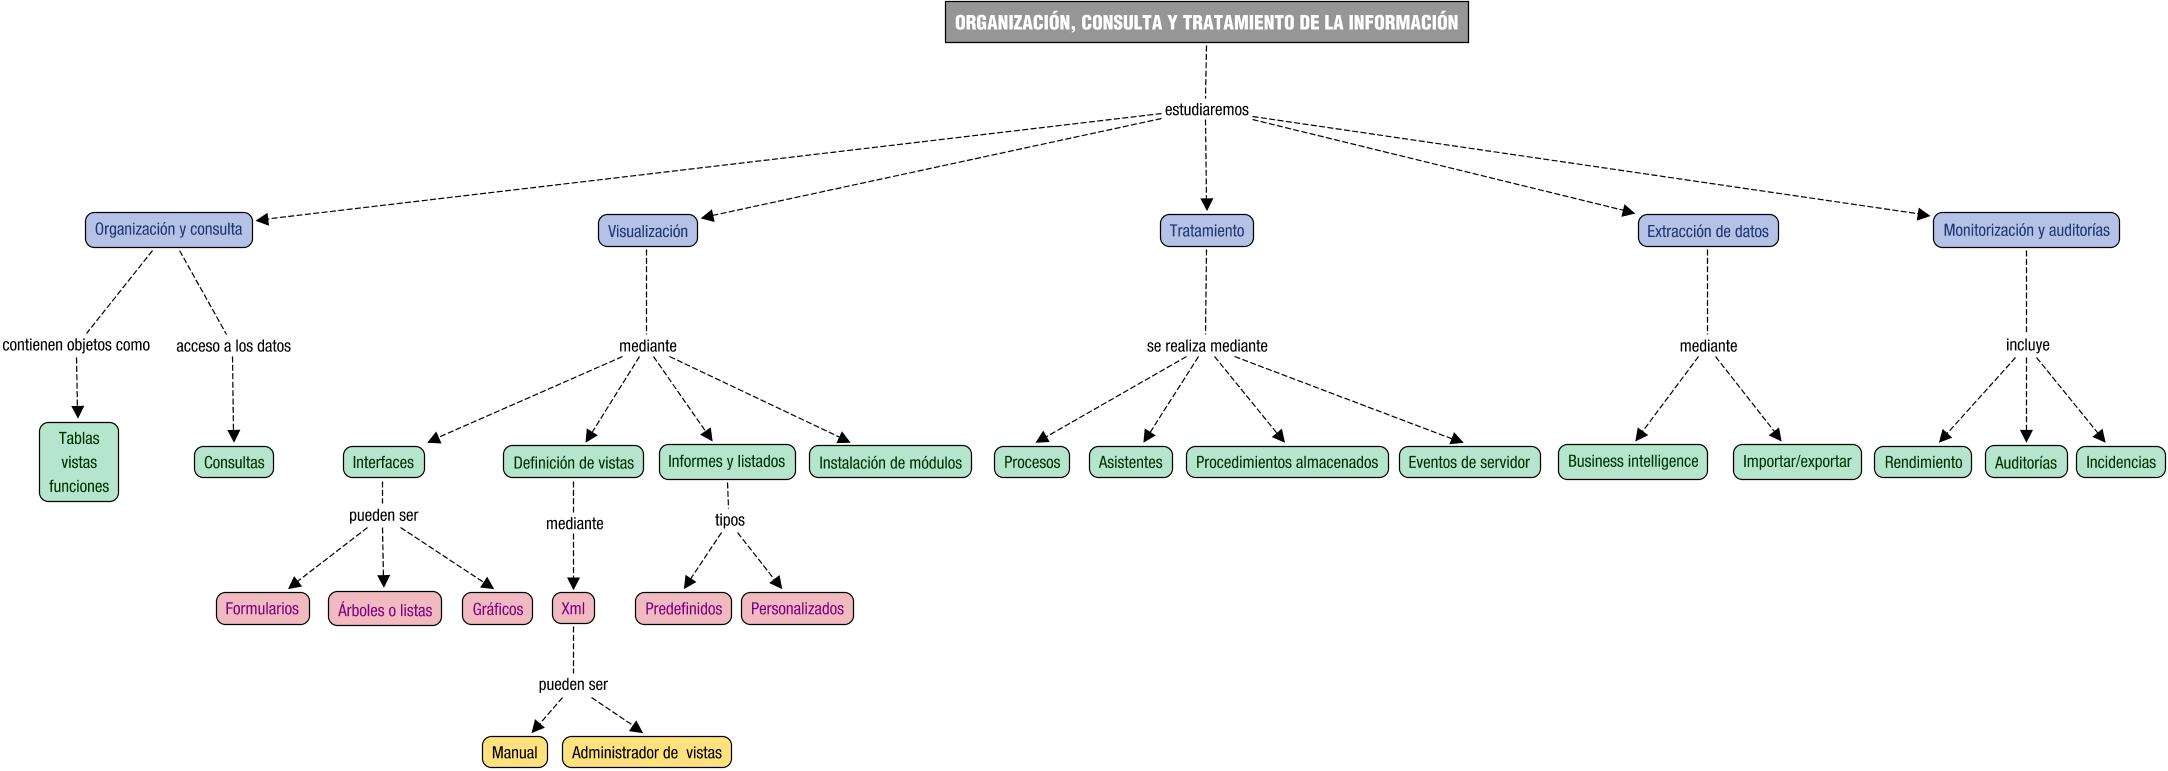 ORGANIZACIÓN, CONSULTA Y TRATAMIENTO DE LA INFORMACIÓN
estudiaremos
Organización y consulta
Visualización
Tratamiento
Extracción de datos
Monitorización y auditorías
contienen objetos como
acceso a los datos
mediante
se realiza mediante
mediante
incluye
Tablas
vistas
funciones
Consultas
Interfaces
Definición de vistas
Informes y listados
Instalación de módulos
Procesos
Asistentes
Procedimientos almacenados
Eventos de servidor
Business intelligence
Importar/exportar
Rendimiento
Auditorías
Incidencias
pueden ser
mediante
tipos
Formularios
Árboles o listas
Gráficos
Xml
Predefinidos
Personalizados
pueden ser
Manual
Administrador de vistas